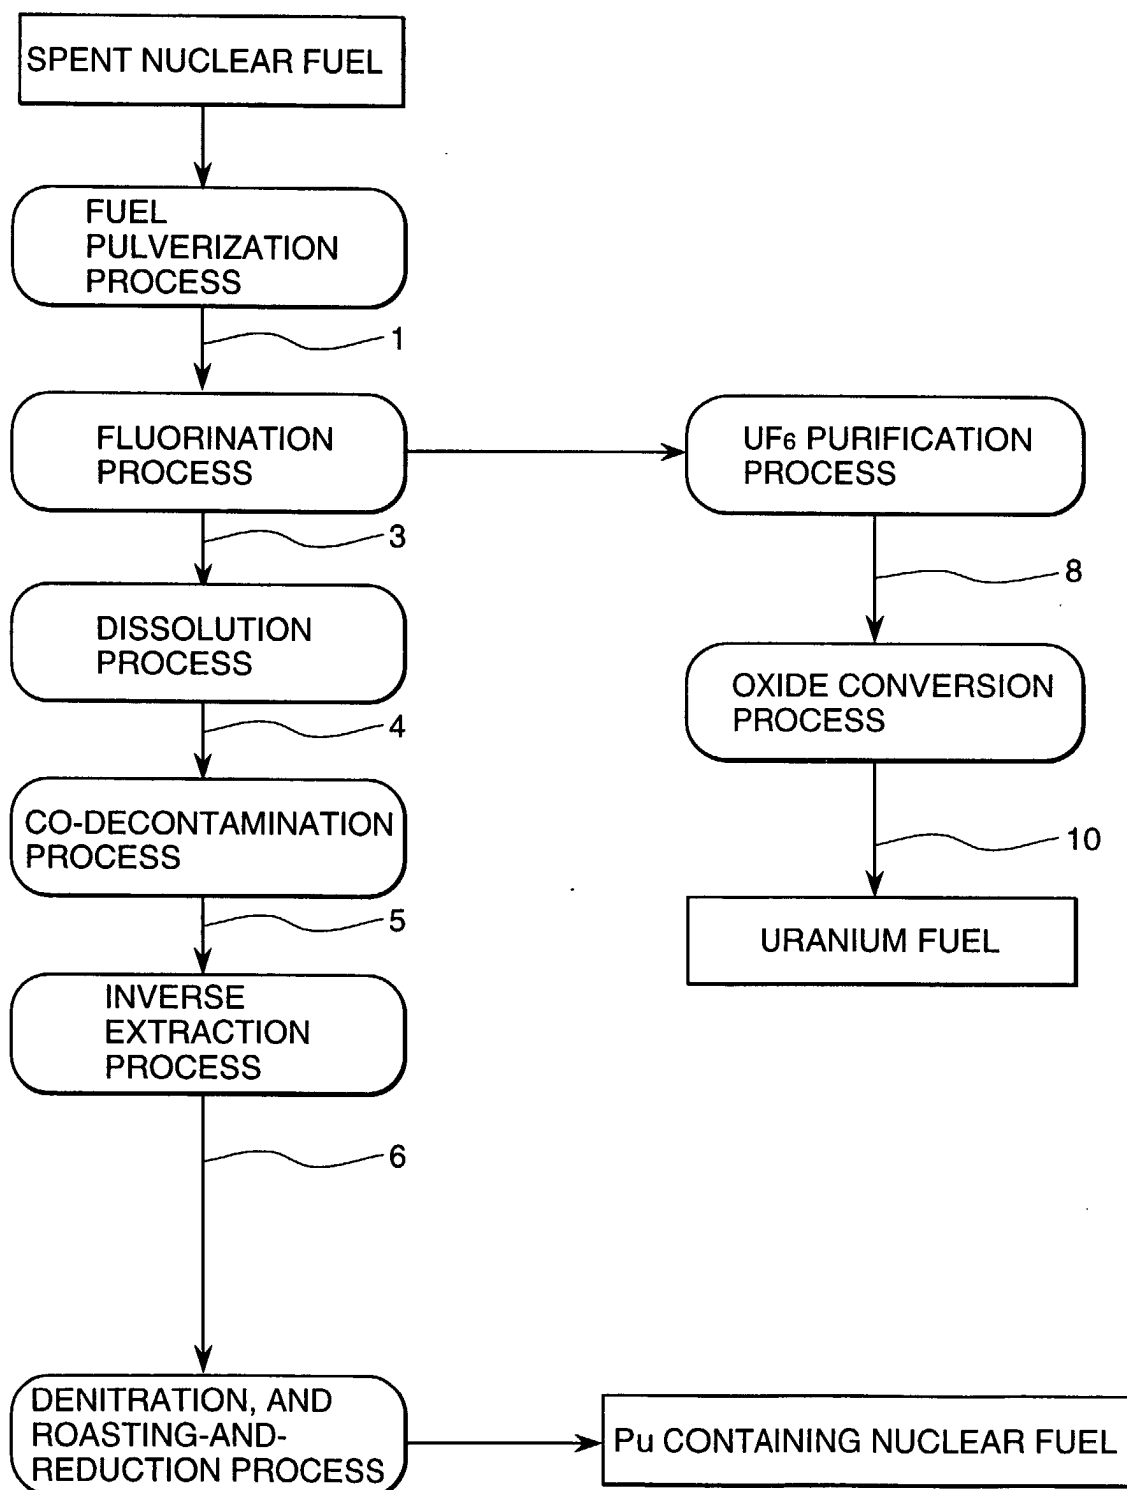 SPENT NUCLEAR FUEL
FUEL
PULVERIZATION
PROCESS
1
FLUORINATION
PROCESS
UF6 PURIFICATION
PROCESS
3
8
DISSOLUTION
PROCESS
OXIDE CONVERSION
PROCESS
4
CO-DECONTAMINATION
PROCESS
10
5
URANIUM FUEL
INVERSE
EXTRACTION
PROCESS
6
DENITRATION, AND
ROASTING-AND-
REDUCTION PROCESS
Pu CONTAINING NUCLEAR FUEL